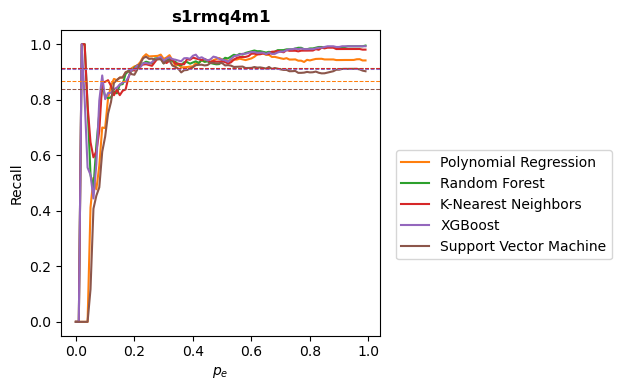 s1rmq4m1
Recall
1.0
0.8
0.6
0.4
0.2
0.0
0.0 0.2 0.4 0.6 0.8 1.0
p_e
Polynomial Regression
Random Forest
K-Nearest Neighbors
XGBoost
Support Vector Machine